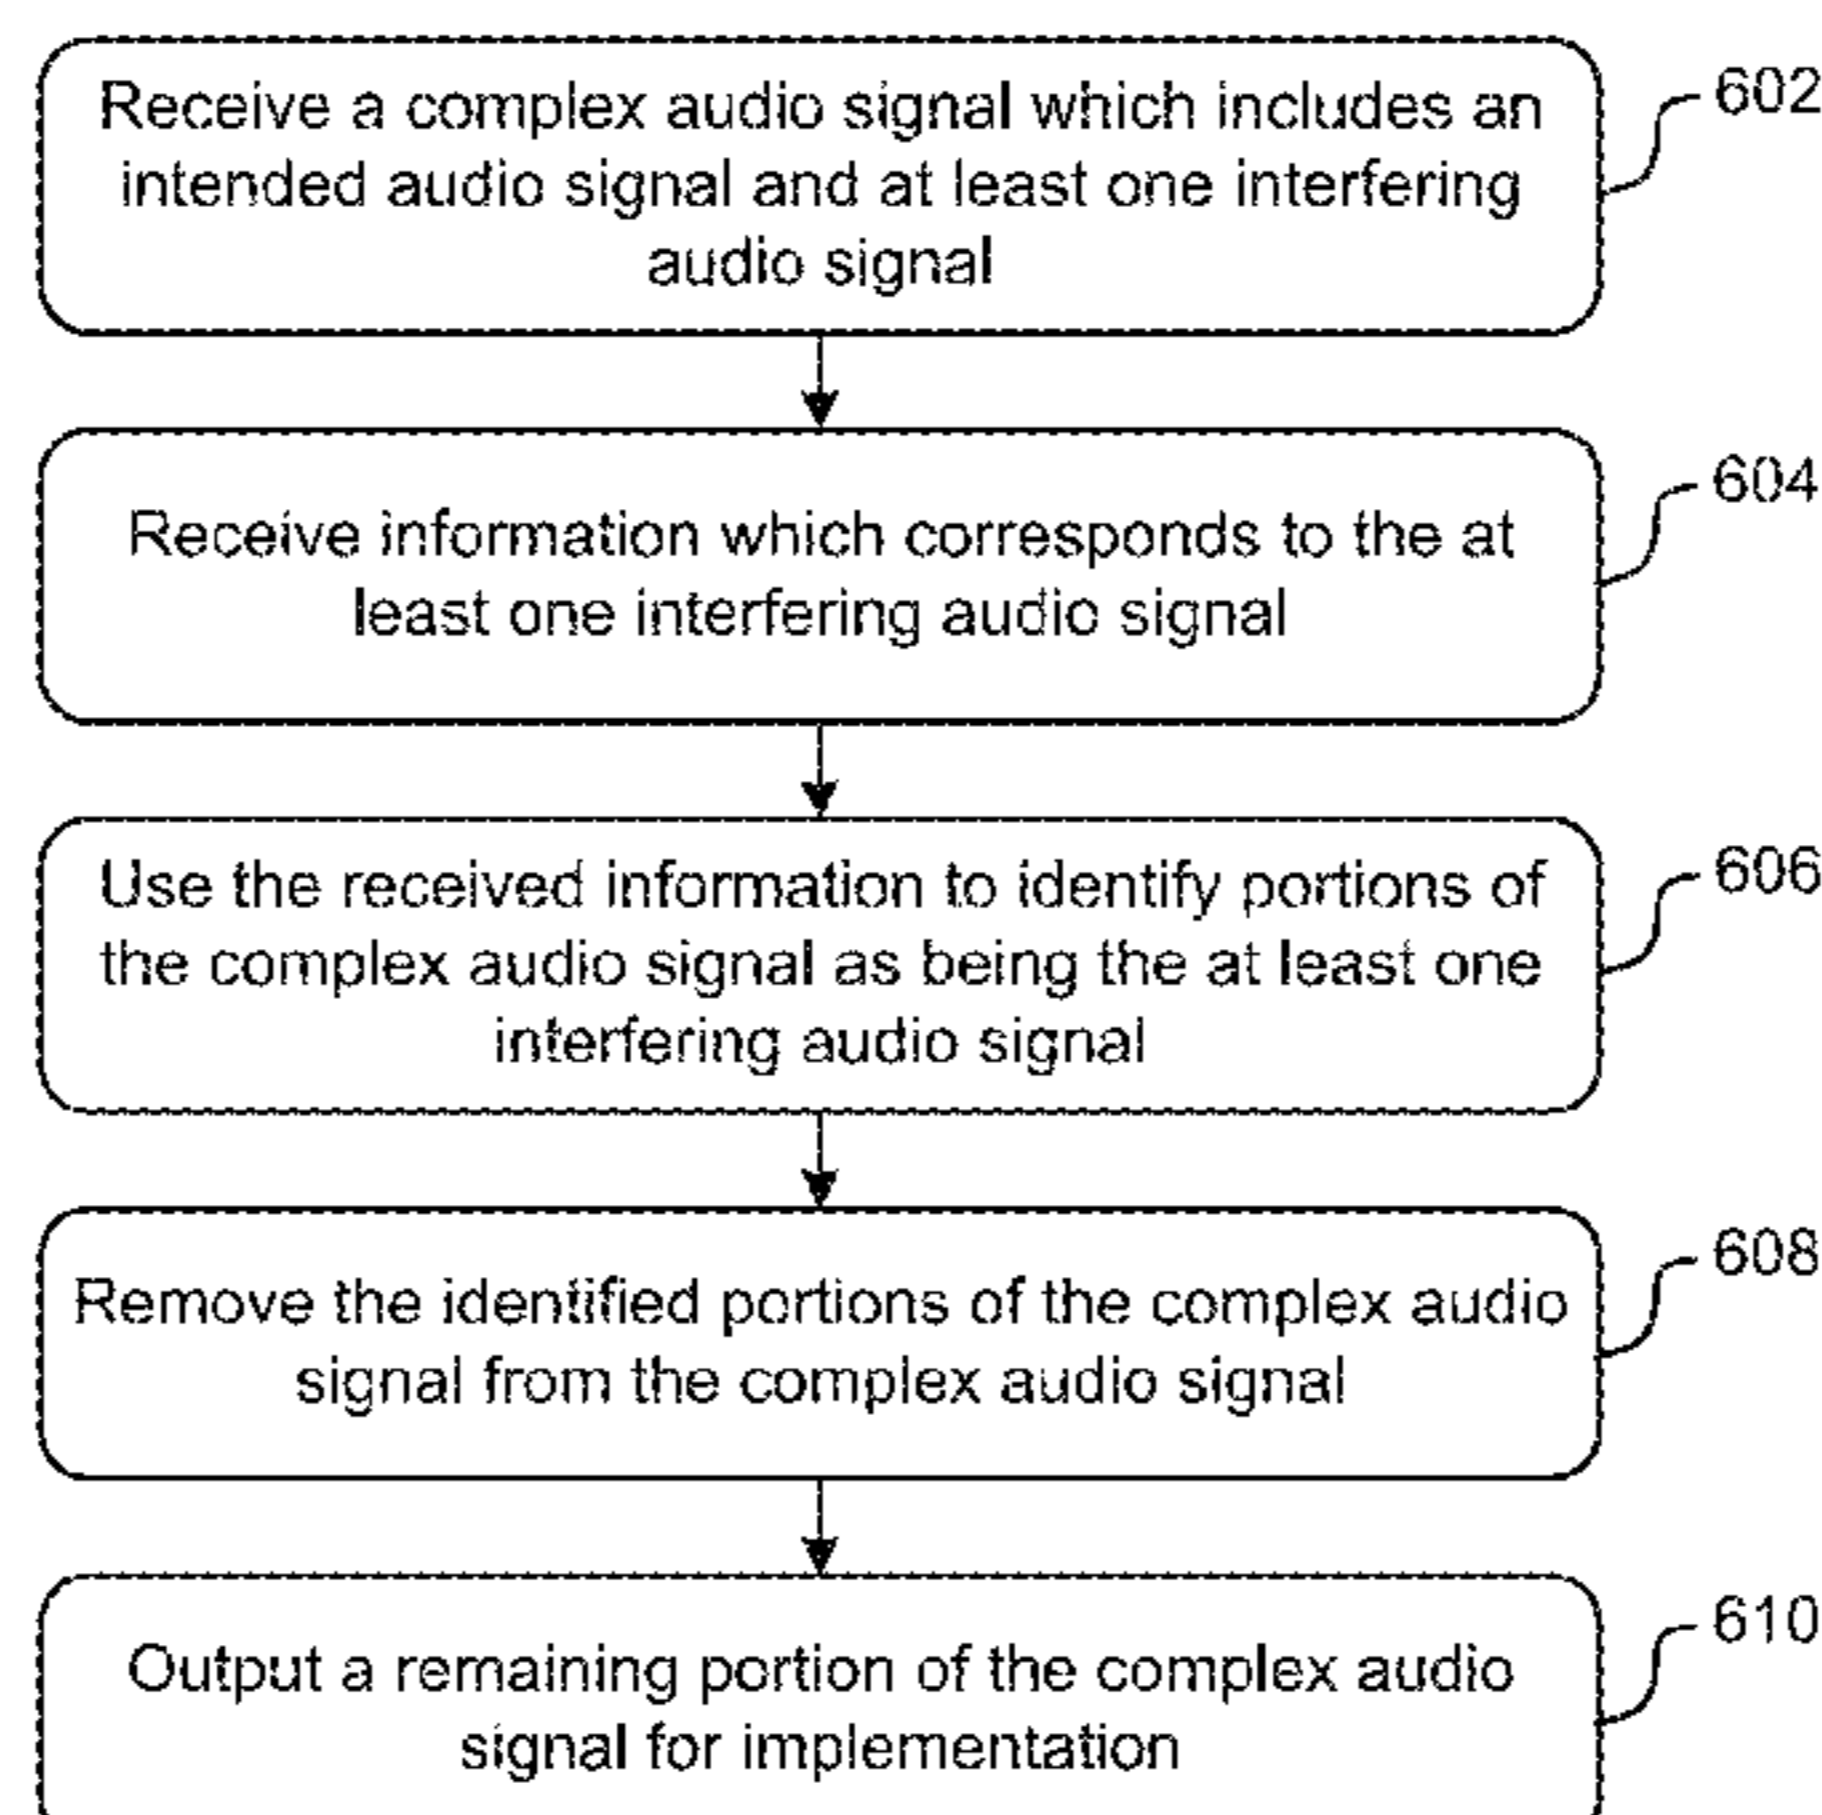 Receive a complex audio signal which includes an
intended audio signal and at least one interfering
audio signal
602
Receive information which corresponds to the at
least one interfering audio signal
604
Use the received information to identify portions of
the complex audio signal as being the at least one
interfering audio signal
606
Remove the identified portions of the complex audio
signal from the complex audio signal
608
Output a remaining portion of the complex audio
signal for implementation
610